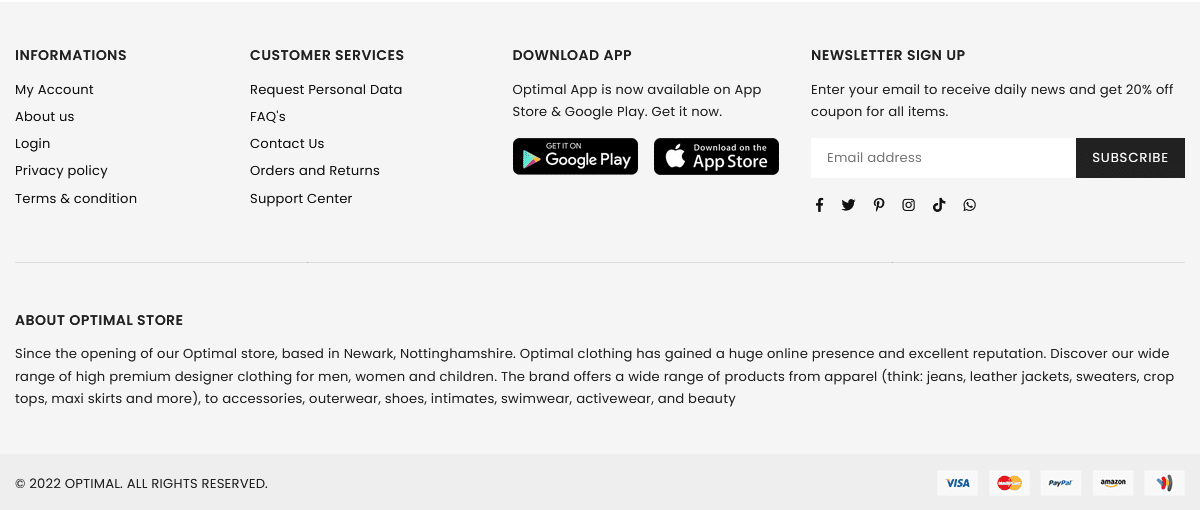 INFORMATIONS
My Account
About us
Login
Privacy policy
Terms & condition
CUSTOMER SERVICES
Request Personal Data
FAQ's
Contact Us
Orders and Returns
Support Center
DOWNLOAD APP
Optimal App is now available on App
Store & Google Play. Get it now.
GET IT ON
Google Play
Download on the
App Store
NEWSLETTER SIGN UP
Enter your email to receive daily news and get 20% off
coupon for all items.
Email address
SUBSCRIBE
ABOUT OPTIMAL STORE
Since the opening of our Optimal store, based in Newark, Nottinghamshire. Optimal clothing has gained a huge online presence and excellent reputation. Discover our wide
range of high premium designer clothing for men, women and children. The brand offers a wide range of products from apparel (think: jeans, leather jackets, sweaters, crop
tops, maxi skirts and more), to accessories, outerwear, shoes, intimates, swimwear, activewear, and beauty
© 2022 OPTIMAL. ALL RIGHTS RESERVED.
VISA
MasterCard
PayPal
amazon